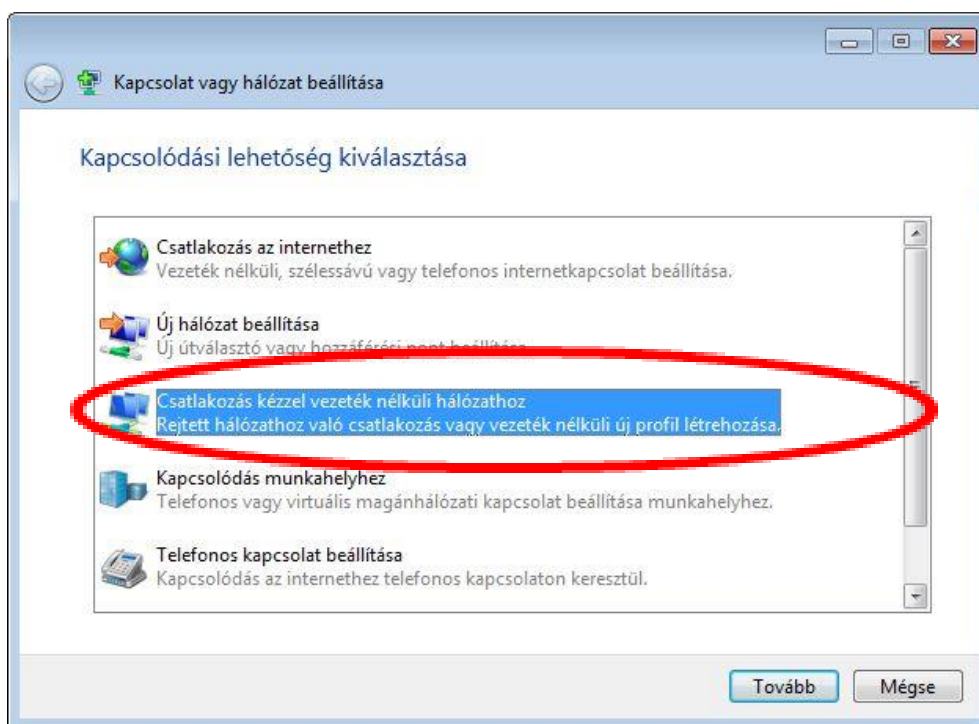 Kapcsolat vagy hálózat beállítása
Kapcsolódási lehetőség kiválasztása
Csatlakozás az internethez
Vezeték nélküli, szélessávú vagy telefonos internetkapcsolat beállítása.
Új hálózat beállítása
Új útválasztó vagy hozzáférési pont beállítása.
Csatlakozás kézzel vezeték nélküli hálózathoz
Rejtett hálózathoz való csatlakozás vagy vezeték nélküli új profil létrehozása.
Kapcsolódás munkahelyhez
Telefonos vagy virtuális magánhálózati kapcsolat beállítása munkahelyhez.
Telefonos kapcsolat beállítása
Kapcsolódás az internethez telefonos kapcsolaton keresztül.
Tovább Mégse